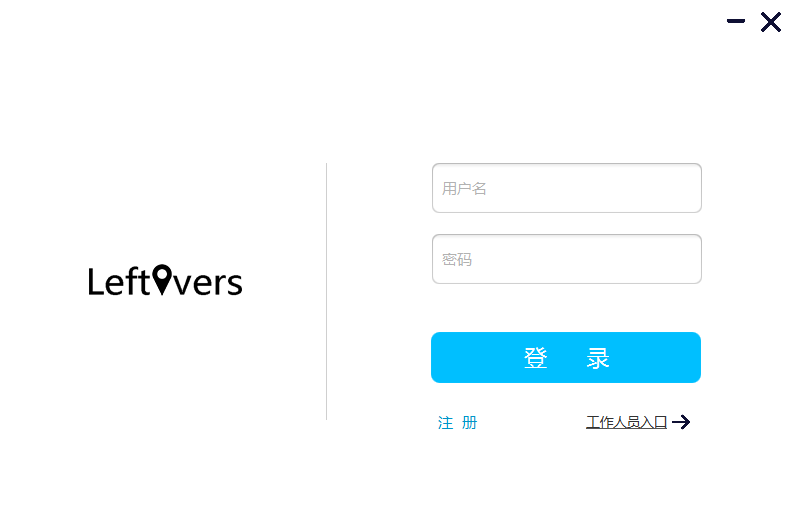 Leftovers
用户名
密码
登 录
注 册
工作人员入口